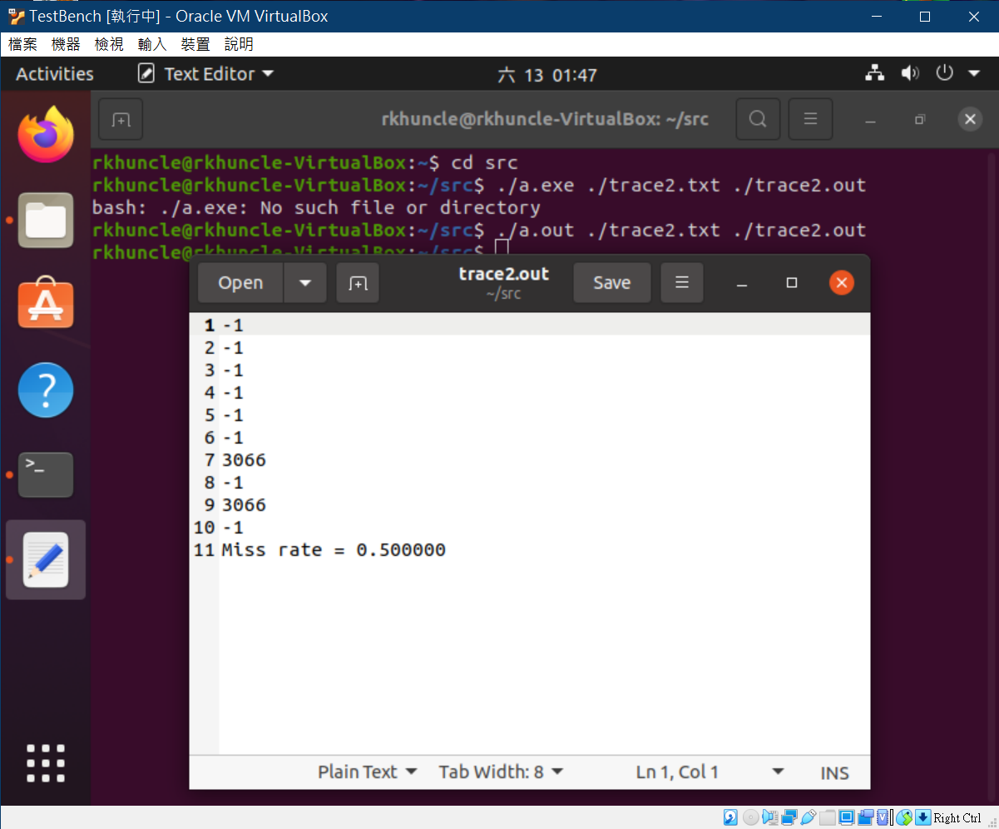 TestBench [執行中] - Oracle VM VirtualBox
檔案 機器 檢視 輸入 裝置 說明
Activities Text Editor 六 13 01:47
rkhuncle@rkhuncle-VirtualBox: ~/src
rkhuncle@rkhuncle-VirtualBox:~$ cd src
rkhuncle@rkhuncle-VirtualBox:~/src$ ./a.exe ./trace2.txt ./trace2.out
bash: ./a.exe: No such file or directory
rkhuncle@rkhuncle-VirtualBox:~/src$ ./a.out ./trace2.txt ./trace2.out
rkhuncle@rkhuncle-VirtualBox:~/src$
Open trace2.out Save
~/src
1 -1
2 -1
3 -1
4 -1
5 -1
6 -1
7 3066
8 -1
9 3066
10 -1
11 Miss rate = 0.500000
Plain Text Tab Width: 8 Ln 1, Col 1 INS
Right Ctrl